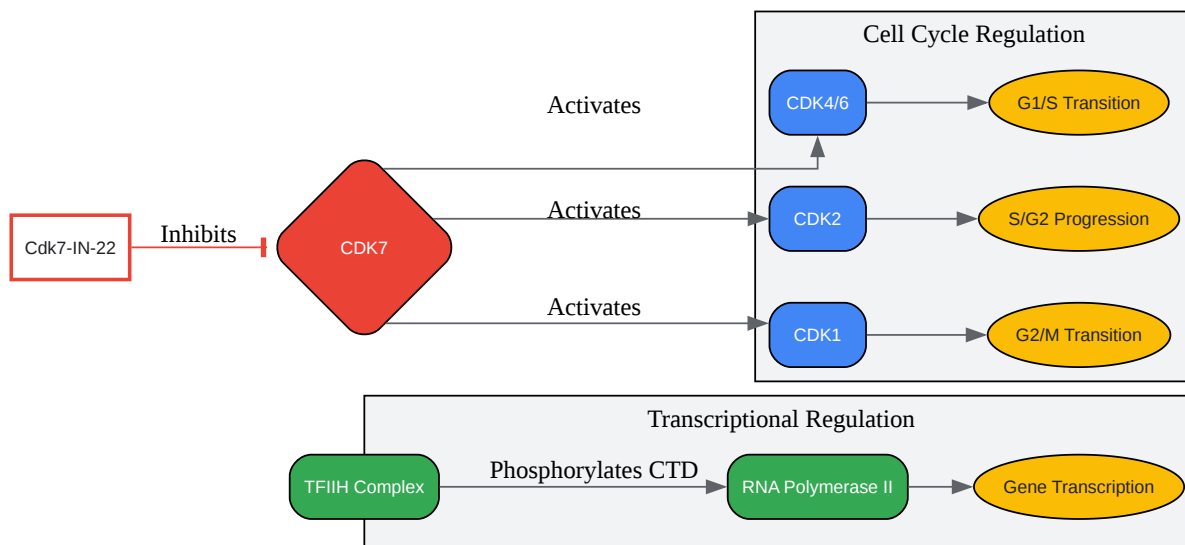 Cell Cycle Regulation
Activates
CDK4/6
G1/S Transition
Cdk7-IN-22
Inhibits
CDK7
Activates
CDK2
S/G2 Progression
Activates
CDK1
G2/M Transition
Transcriptional Regulation
TFIIH Complex
Phosphorylates CTD
RNA Polymerase II
Gene Transcription